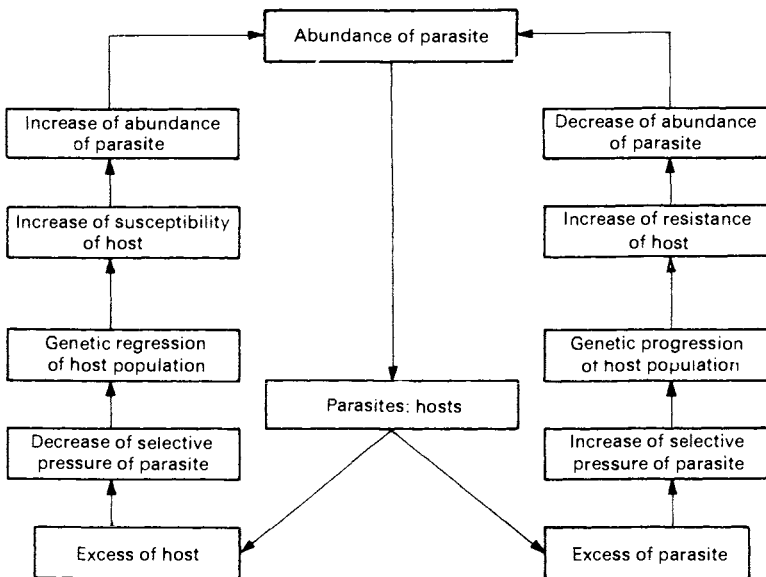 Abundance of parasite
Increase of abundance
of parasite
Decrease of abundance
of parasite
Increase of susceptibility
of host
Increase of resistance
of host
Genetic regression
of host population
Genetic progression
of host population
Parasites: hosts
Decrease of selective
pressure of parasite
Increase of selective
pressure of parasite
Excess of host
Excess of parasite